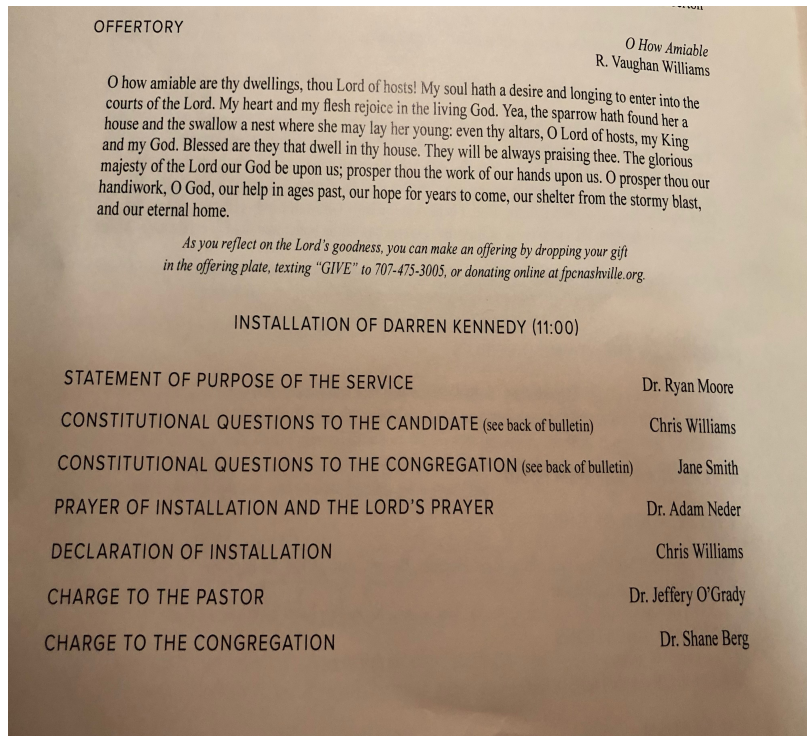 OFFERTORY
O How Amiable
R. Vaughan Williams
O how amiable are thy dwellings, thou Lord of hosts! My soul hath a desire and longing to enter into the
courts of the Lord. My heart and my flesh rejoice in the living God. Yea, the sparrow hath found her a
house and the swallow a nest where she may lay her young: even thy altars, O Lord of hosts, my King
and my God. Blessed are they that dwell in thy house. They will be always praising thee. The glorious
majesty of the Lord our God be upon us; prosper thou the work of our hands upon us. O prosper thou our
handiwork, O God, our help in ages past, our hope for years to come, our shelter from the stormy blast,
and our eternal home.
As you reflect on the Lord's goodness, you can make an offering by dropping your gift
in the offering plate, texting “GIVE” to 707-475-3005, or donating online at fpcnashville.org.
INSTALLATION OF DARREN KENNEDY (11:00)
STATEMENT OF PURPOSE OF THE SERVICE Dr. Ryan Moore
CONSTITUTIONAL QUESTIONS TO THE CANDIDATE (see back of bulletin) Chris Williams
CONSTITUTIONAL QUESTIONS TO THE CONGREGATION (see back of bulletin) Jane Smith
PRAYER OF INSTALLATION AND THE LORD'S PRAYER Dr. Adam Neder
DECLARATION OF INSTALLATION Chris Williams
CHARGE TO THE PASTOR Dr. Jeffery O'Grady
CHARGE TO THE CONGREGATION Dr. Shane Berg